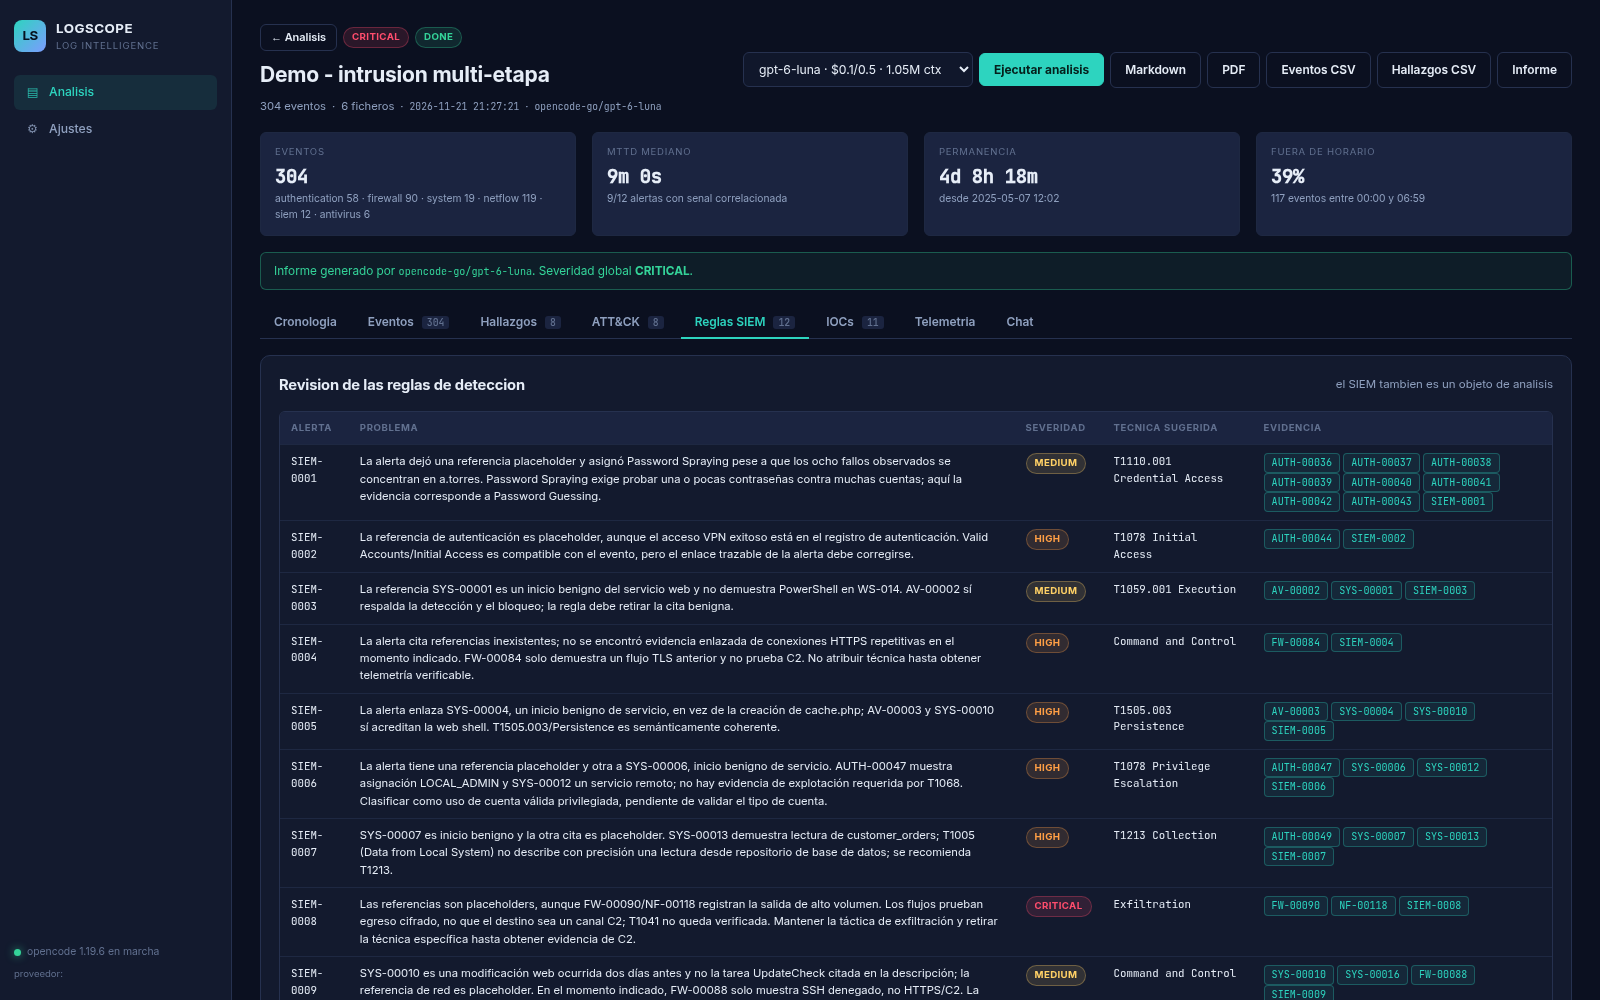 LS
LOGSCOPE
LOG INTELLIGENCE
Analisis
Ajustes
opencode 1.19.6 en marcha
proveedor:
← Analisis
CRITICAL
DONE
Demo - intrusion multi-etapa
304 eventos · 6 ficheros · 2026-11-21 21:27:21 · opencode-go/gpt-6-luna
gpt-6-luna · $0.1/0.5 · 1.05M ctx
Ejecutar analisis
Markdown
PDF
Eventos CSV
Hallazgos CSV
Informe
EVENTOS
304
authentication 58 · firewall 90 · system 19 · netflow 119 ·
siem 12 · antivirus 6
MTTD MEDIANO
9m 0s
9/12 alertas con senal correlacionada
PERMANENCIA
4d 8h 18m
desde 2025-05-07 12:02
FUERA DE HORARIO
39%
117 eventos entre 00:00 y 06:59
Informe generado por opencode-go/gpt-6-luna. Severidad global CRITICAL.
Cronologia
Eventos 304
Hallazgos 8
ATT&CK 8
Reglas SIEM 12
IOCs 11
Telemetria
Chat
Revision de las reglas de deteccion
el SIEM tambien es un objeto de analisis
ALERTA PROBLEMA SEVERIDAD TECNICA SUGERIDA EVIDENCIA
SIEM-
0001
La alerta dejó una referencia placeholder y asignó Password Spraying pese a que los ocho fallos observados se
concentran en a.torres. Password Spraying exige probar una o pocas contraseñas contra muchas cuentas; aquí la
evidencia corresponde a Password Guessing.
MEDIUM
T1110.001
Credential Access
AUTH-00036 AUTH-00037 AUTH-00038
AUTH-00039 AUTH-00040 AUTH-00041
AUTH-00042 AUTH-00043 SIEM-0001
SIEM-
0002
La referencia de autenticación es placeholder, aunque el acceso VPN exitoso está en el registro de autenticación. Valid
Accounts/Initial Access es compatible con el evento, pero el enlace trazable de la alerta debe corregirse.
HIGH
T1078 Initial
Access
AUTH-00044 SIEM-0002
SIEM-
0003
La referencia SYS-00001 es un inicio benigno del servicio web y no demuestra PowerShell en WS-014. AV-00002 sí
respalda la detección y el bloqueo; la regla debe retirar la cita benigna.
MEDIUM
T1059.001 Execution
AV-00002 SYS-00001 SIEM-0003
SIEM-
0004
La alerta cita referencias inexistentes; no se encontró evidencia enlazada de conexiones HTTPS repetitivas en el
momento indicado. FW-00084 solo demuestra un flujo TLS anterior y no prueba C2. No atribuir técnica hasta obtener
telemetría verificable.
HIGH
Command and Control
FW-00084 SIEM-0004
SIEM-
0005
La alerta enlaza SYS-00004, un inicio benigno de servicio, en vez de la creación de cache.php; AV-00003 y SYS-00010
sí acreditan la web shell. T1505.003/Persistence es semánticamente coherente.
HIGH
T1505.003
Persistence
AV-00003 SYS-00004 SYS-00010
SIEM-0005
SIEM-
0006
La alerta tiene una referencia placeholder y otra a SYS-00006, inicio benigno de servicio. AUTH-00047 muestra
asignación LOCAL_ADMIN y SYS-00012 un servicio remoto; no hay evidencia de explotación requerida por T1068.
Clasificar como uso de cuenta válida privilegiada, pendiente de validar el tipo de cuenta.
HIGH
T1078 Privilege
Escalation
AUTH-00047 SYS-00006 SYS-00012
SIEM-0006
SIEM-
0007
SYS-00007 es inicio benigno y la otra cita es placeholder. SYS-00013 demuestra lectura de customer_orders; T1005
(Data from Local System) no describe con precisión una lectura desde repositorio de base de datos; se recomienda
T1213.
HIGH
T1213 Collection
AUTH-00049 SYS-00007 SYS-00013
SIEM-0007
SIEM-
0008
Las referencias son placeholders, aunque FW-00090/NF-00118 registran la salida de alto volumen. Los flujos prueban
egreso cifrado, no que el destino sea un canal C2; T1041 no queda verificada. Mantener la táctica de exfiltración y retirar
la técnica específica hasta obtener evidencia de C2.
CRITICAL
Exfiltration
FW-00090 NF-00118 SIEM-0008
SIEM-
0009
SYS-00010 es una modificación web ocurrida dos días antes y no la tarea UpdateCheck citada en la descripción; la
referencia de red es placeholder. En el momento indicado, FW-00088 solo muestra SSH denegado, no HTTPS/C2. La
MEDIUM
Command and Control
SYS-00010 SYS-00016 FW-00088
SIEM-0009